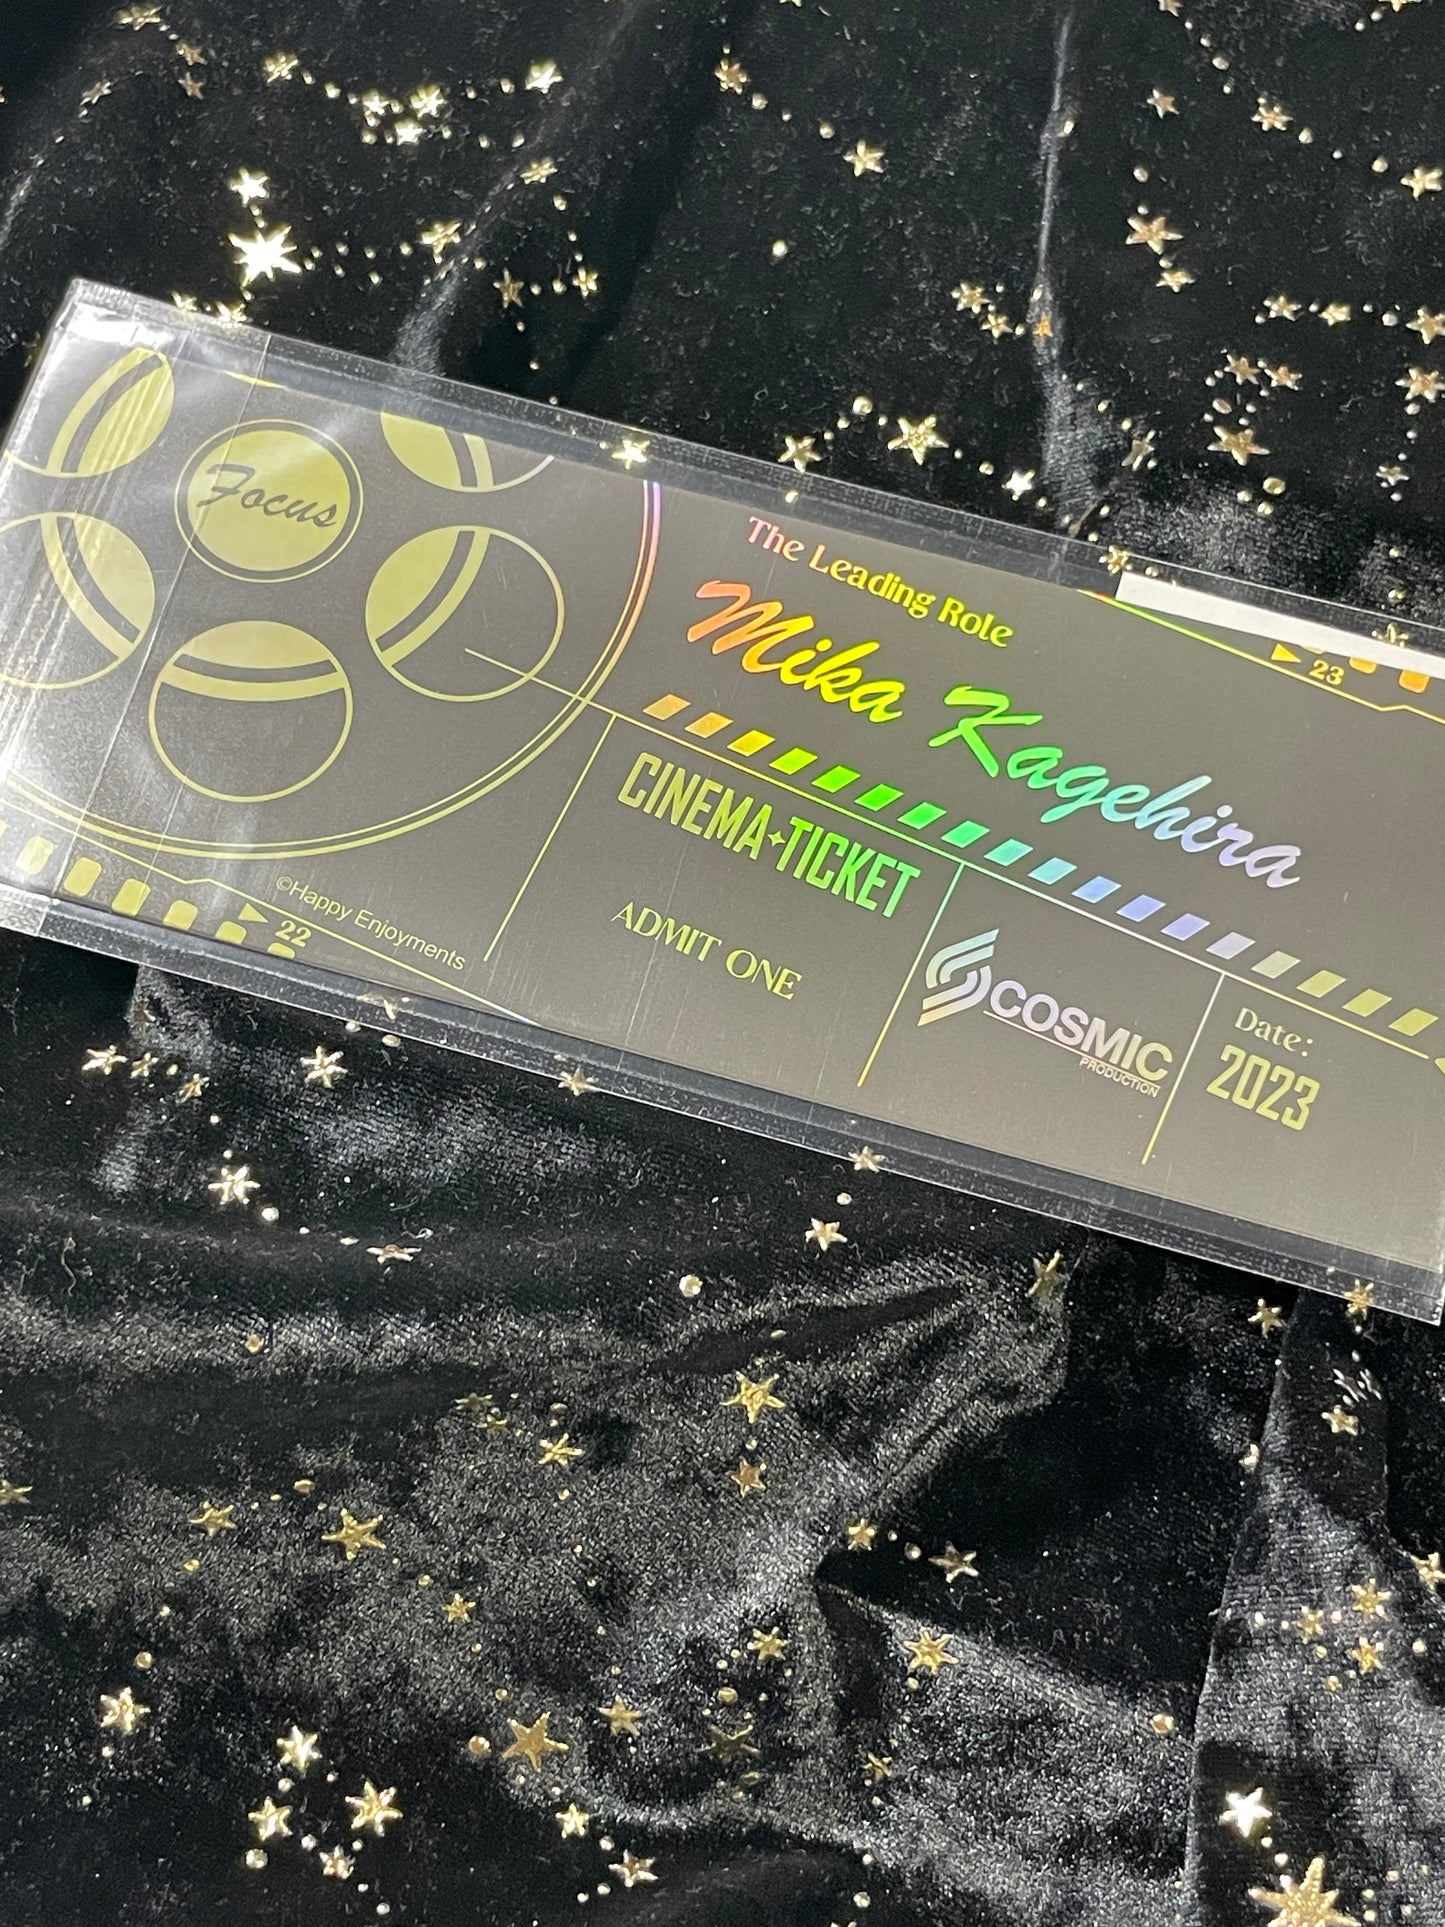 Focus
The Leading Role
Mika Kagehira
23
CINEMA✦TICKET
ADMIT ONE
COSMIC
PRODUCTION
Date:
2023
©Happy Enjoyments
22